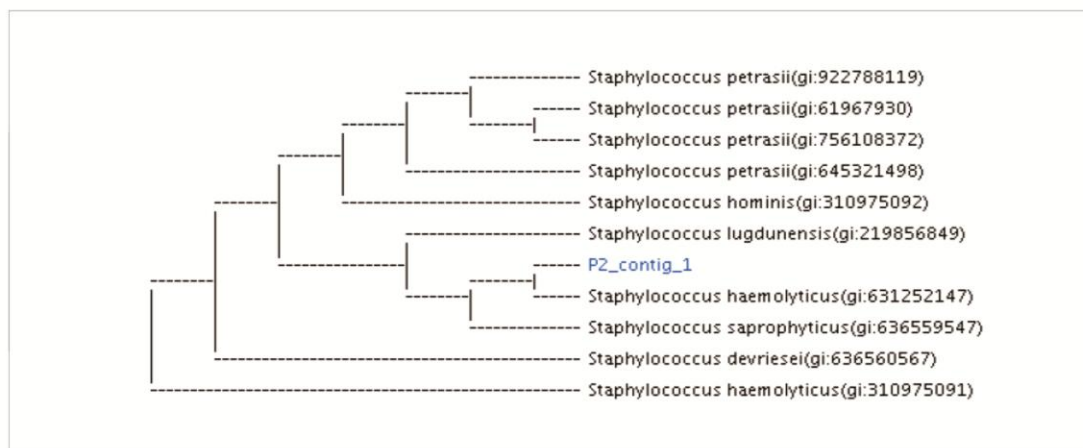 Staphylococcus petrasii(gi:922788119)
Staphylococcus petrasii(gi:61967930)
Staphylococcus petrasii(gi:756108372)
Staphylococcus petrasii(gi:645321498)
Staphylococcus hominis(gi:310975092)
Staphylococcus lugdunensis(gi:219856849)
P2_contig_1
Staphylococcus haemolyticus(gi:631252147)
Staphylococcus saprophyticus(gi:636559547)
Staphylococcus devriesei(gi:636560567)
Staphylococcus haemolyticus(gi:310975091)